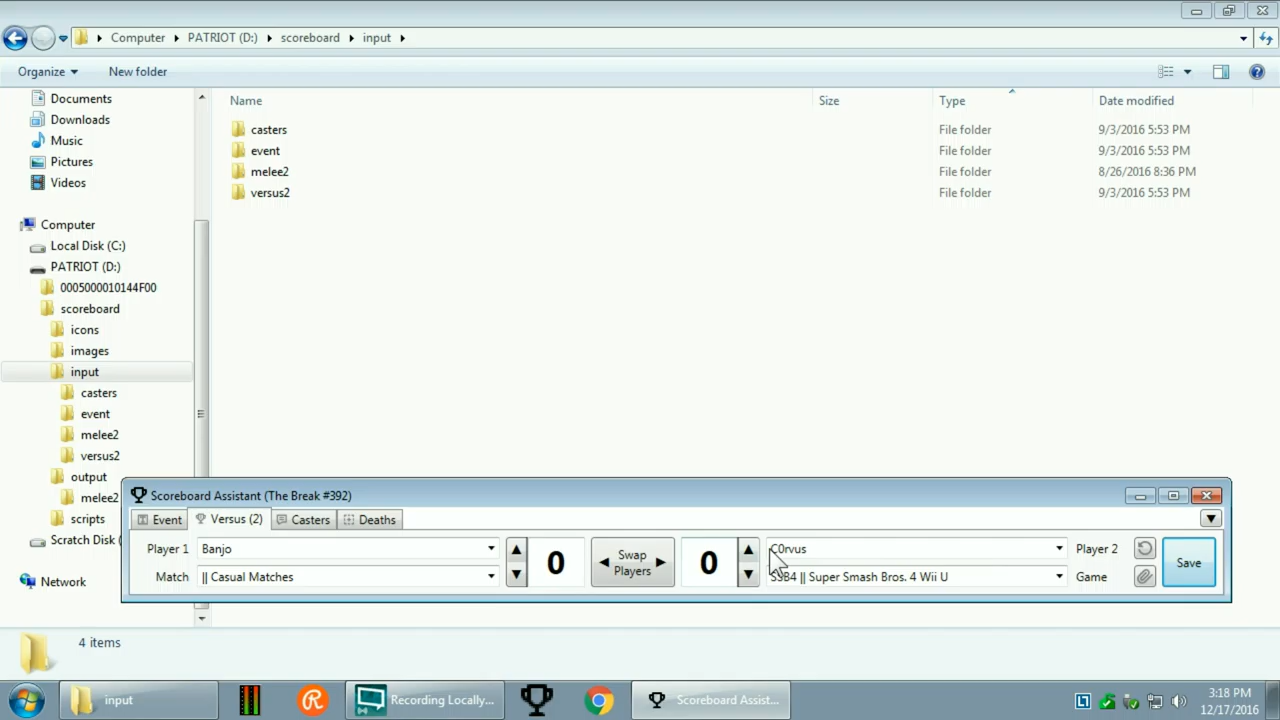 Computer PATRIOT (D:) scoreboard input
Organize New folder
Name Size Type Date modified
Documents
Downloads
Music
Pictures
Videos
Computer
Local Disk (C:)
PATRIOT (D:)
0005000010144F00
scoreboard
icons
images
input
casters
event
melee2
versus2
output
melee2
scripts
Scratch Disk (
Network
casters File folder 9/3/2016 5:53 PM
event File folder 9/3/2016 5:53 PM
melee2 File folder 8/26/2016 8:36 PM
versus2 File folder 9/3/2016 5:53 PM
Scoreboard Assistant (The Break #392)
Event Versus (2) Casters Deaths
Player 1 Banjo 0 Swap Players 0 C0rvus Player 2
Match || Casual Matches SSB4 || Super Smash Bros. 4 Wii U Game Save
4 items
input Recording Locally... Scoreboard Assist... 3:18 PM
12/17/2016